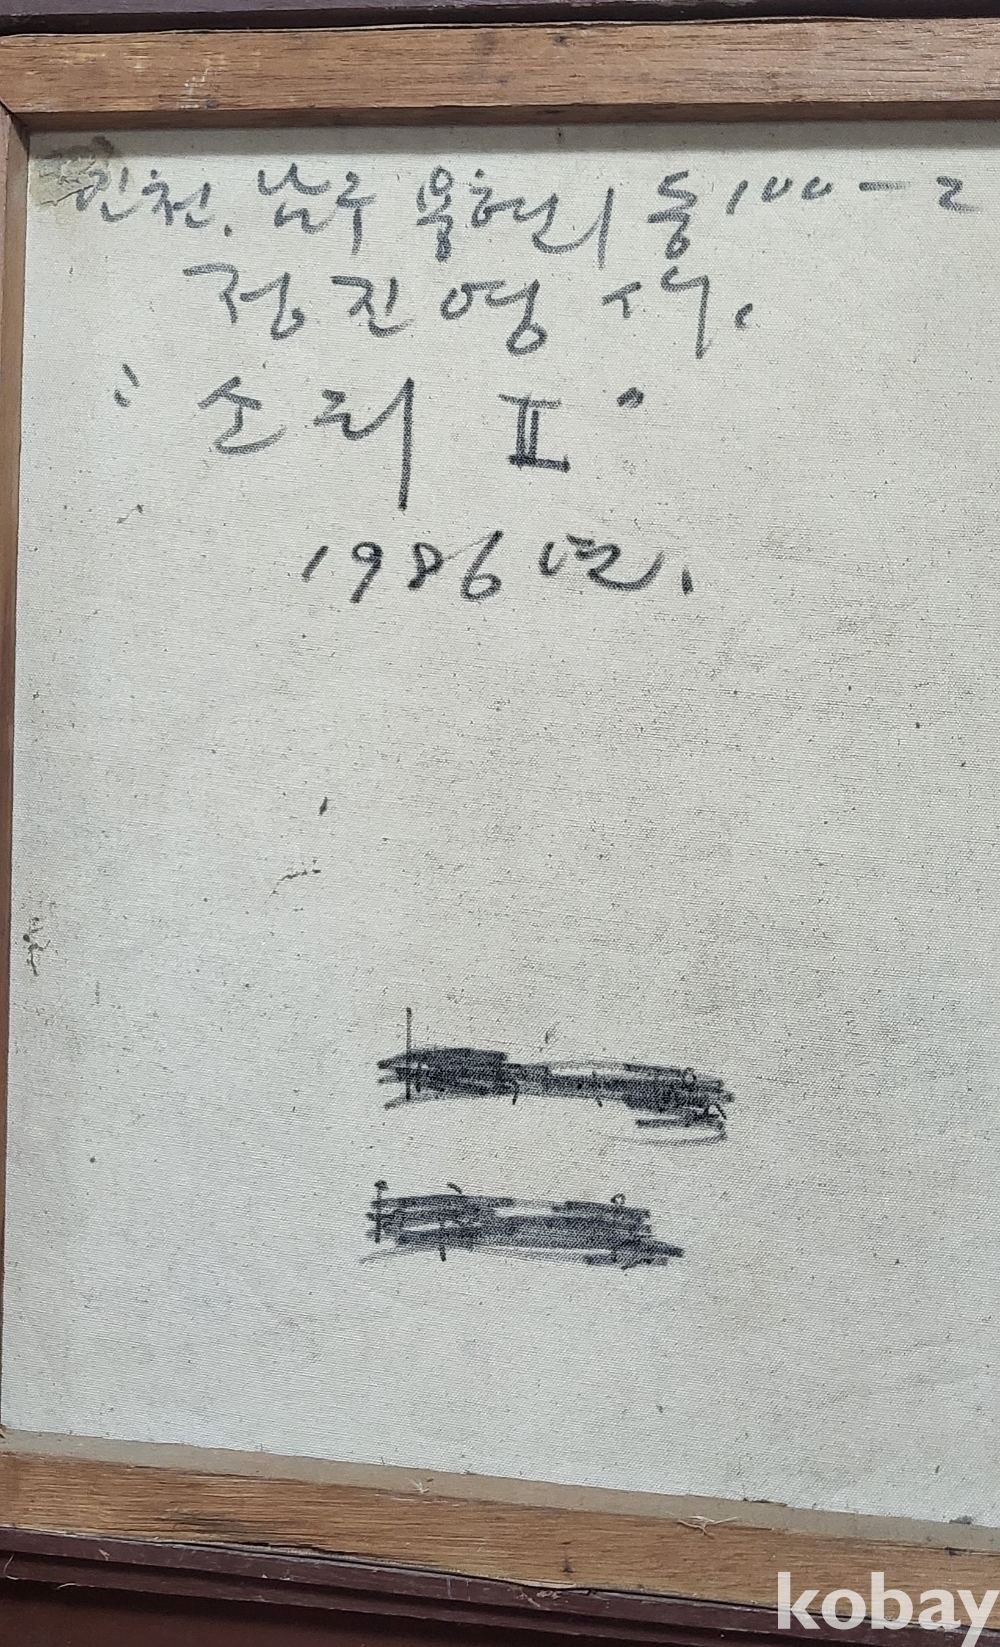 인천. 남구 용현1동 100-2
정진영 作.
"소리 Ⅱ"
1986년.
kobay